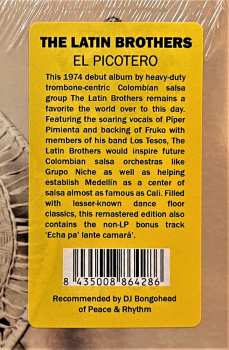 THE LATIN BROTHERS
EL PICOTERO
This 1974 debut album by heavy-duty
trombone-centric Colombian salsa
group The Latin Brothers remains a
favorite the world over to this day.
Featuring the soaring vocals of Piper
Pimienta and backing of Fruko with
members of his band Los Tesos, The
Latin Brothers would inspire future
Colombian salsa orchestras like
Grupo Niche as well as helping
establish Medellín as a center of
salsa almost as famous as Cali. Filled
with lesser-known dance floor
classics, this remastered edition also
contains the non-LP bonus track
'Echa pa' lante camará'.
8 435008 864286
Recommended by DJ Bongohead
of Peace & Rhythm